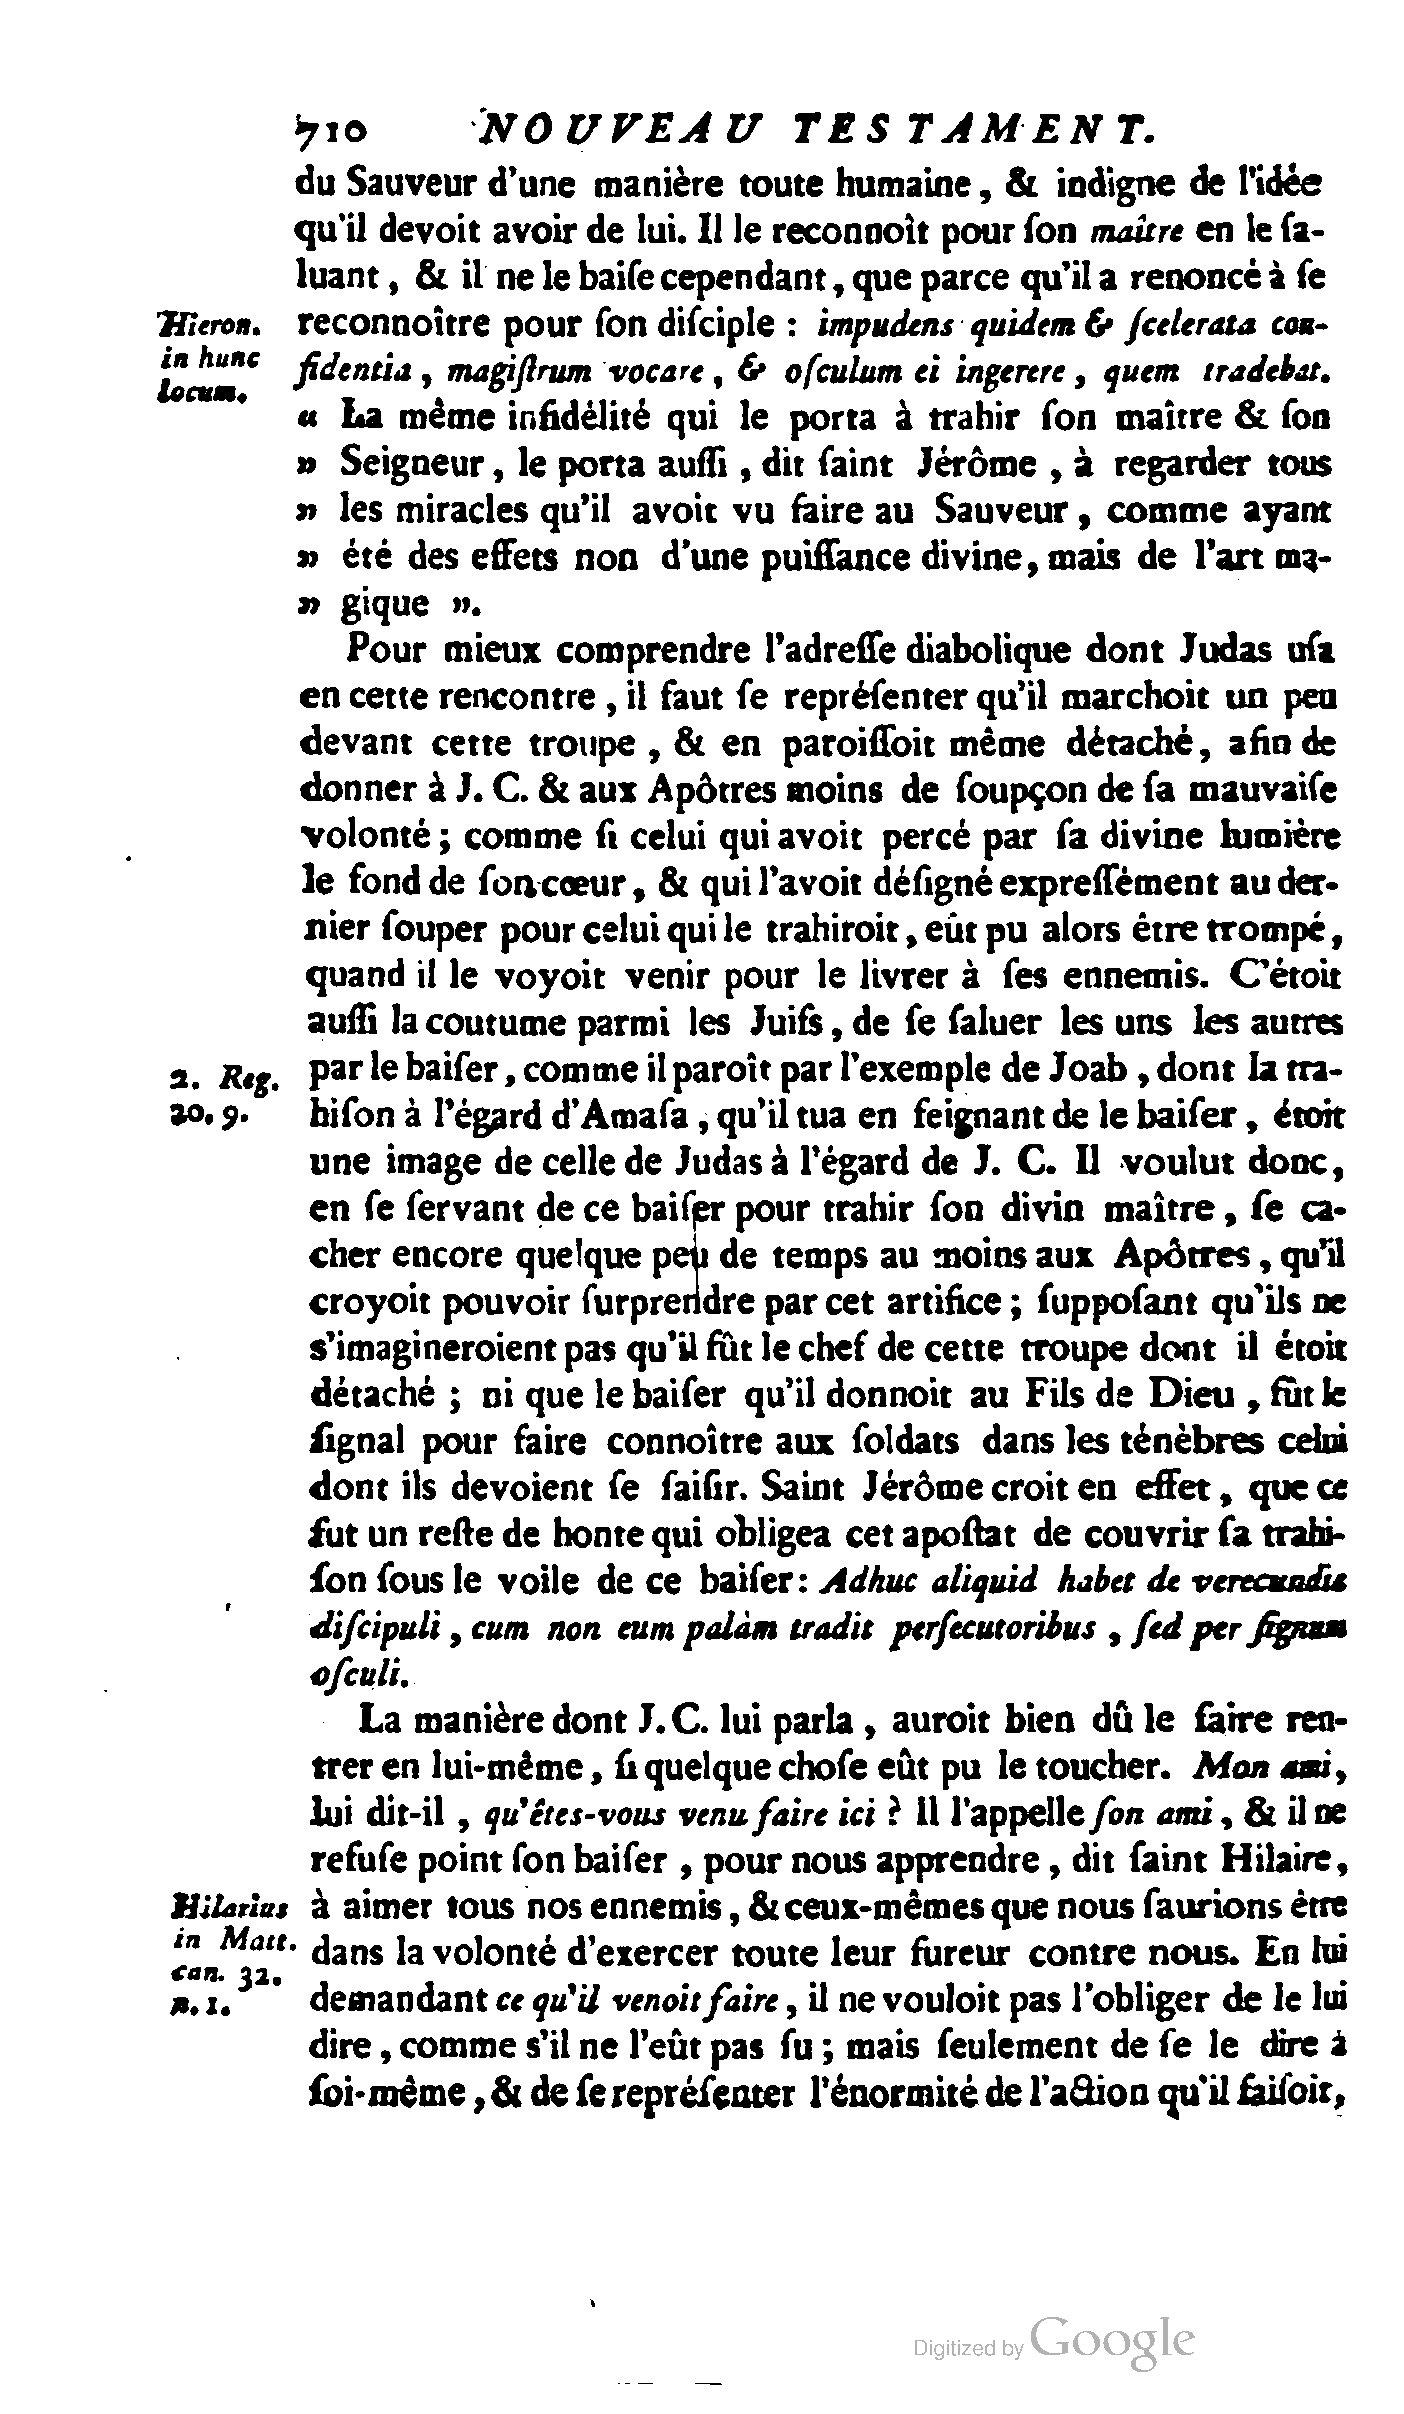 710 NOUVEAU TESTAMENT.
du Sauveur d'une manière toute humaine, & indigne de l'idée
qu'il devoit avoir de lui. Il le reconnoît pour ſon maître en le ſa-
luant, & il ne le baiſe cependant, que parce qu'il a renoncé à ſe
Hieron. reconnoître pour ſon diſciple : impudens quidem & ſcelerata con-
in hunc fidentia, magiſtrum vocare, & oſculum ei ingerere, quem tradebat.
locum.
« La même infidélité qui le porta à trahir ſon maître & ſon
» Seigneur, le porta auſſi, dit ſaint Jérôme, à regarder tous
» les miracles qu'il avoit vu faire au Sauveur, comme ayant
» été des effets non d'une puiſſance divine, mais de l'art ma-
» gique ».
Pour mieux comprendre l'adreſſe diabolique dont Judas uſa
en cette rencontre, il faut ſe repréſenter qu'il marchoit un peu
devant cette troupe, & en paroiſſoit même détaché, afin de
donner à J. C. & aux Apôtres moins de ſoupçon de ſa mauvaiſe
volonté; comme ſi celui qui avoit percé par ſa divine lumière
le fond de ſon cœur, & qui l'avoit déſigné expreſſément au der-
nier ſouper pour celui qui le trahiroit, eût pu alors être trompé,
quand il le voyoit venir pour le livrer à ſes ennemis. C'étoit
auſſi la coutume parmi les Juifs, de ſe ſaluer les uns les autres
2. Reg. par le baiſer, comme il paroît par l'exemple de Joab, dont la tra-
20. 9. hiſon à l'égard d'Amaſa, qu'il tua en feignant de le baiſer, étoit
une image de celle de Judas à l'égard de J. C. Il voulut donc,
en ſe ſervant de ce baiſer pour trahir ſon divin maître, ſe ca-
cher encore quelque peu de temps au moins aux Apôtres, qu'il
croyoit pouvoir ſurprendre par cet artifice; ſuppoſant qu'ils ne
s'imagineroient pas qu'il fût le chef de cette troupe dont il étoit
détaché ; ni que le baiſer qu'il donnoit au Fils de Dieu, fût le
ſignal pour faire connoître aux ſoldats dans les ténèbres celui
dont ils devoient ſe ſaiſir. Saint Jérôme croit en effet, que ce
fut un reſte de honte qui obligea cet apoſtat de couvrir ſa trahi-
ſon ſous le voile de ce baiſer: Adhuc aliquid habet de verecundia
diſcipuli, cum non eum palàm tradit perſecutoribus, ſed per ſignum
oſculi.
La manière dont J. C. lui parla, auroit bien dû le faire ren-
trer en lui-même, ſi quelque choſe eût pu le toucher. Mon ami,
lui dit-il, qu'êtes-vous venu faire ici ? Il l'appelle ſon ami, & il ne
refuſe point ſon baiſer, pour nous apprendre, dit ſaint Hilaire,
Hilarius à aimer tous nos ennemis, & ceux-mêmes que nous ſaurions être
in Matt. dans la volonté d'exercer toute leur fureur contre nous. En lui
can. 32.
n. 1. demandant ce qu'il venoit faire, il ne vouloit pas l'obliger de le lui
dire, comme s'il ne l'eût pas ſu; mais ſeulement de ſe le dire à
ſoi-même, & de ſe repréſenter l'énormité de l'action qu'il faiſoit,
Digitized by Google